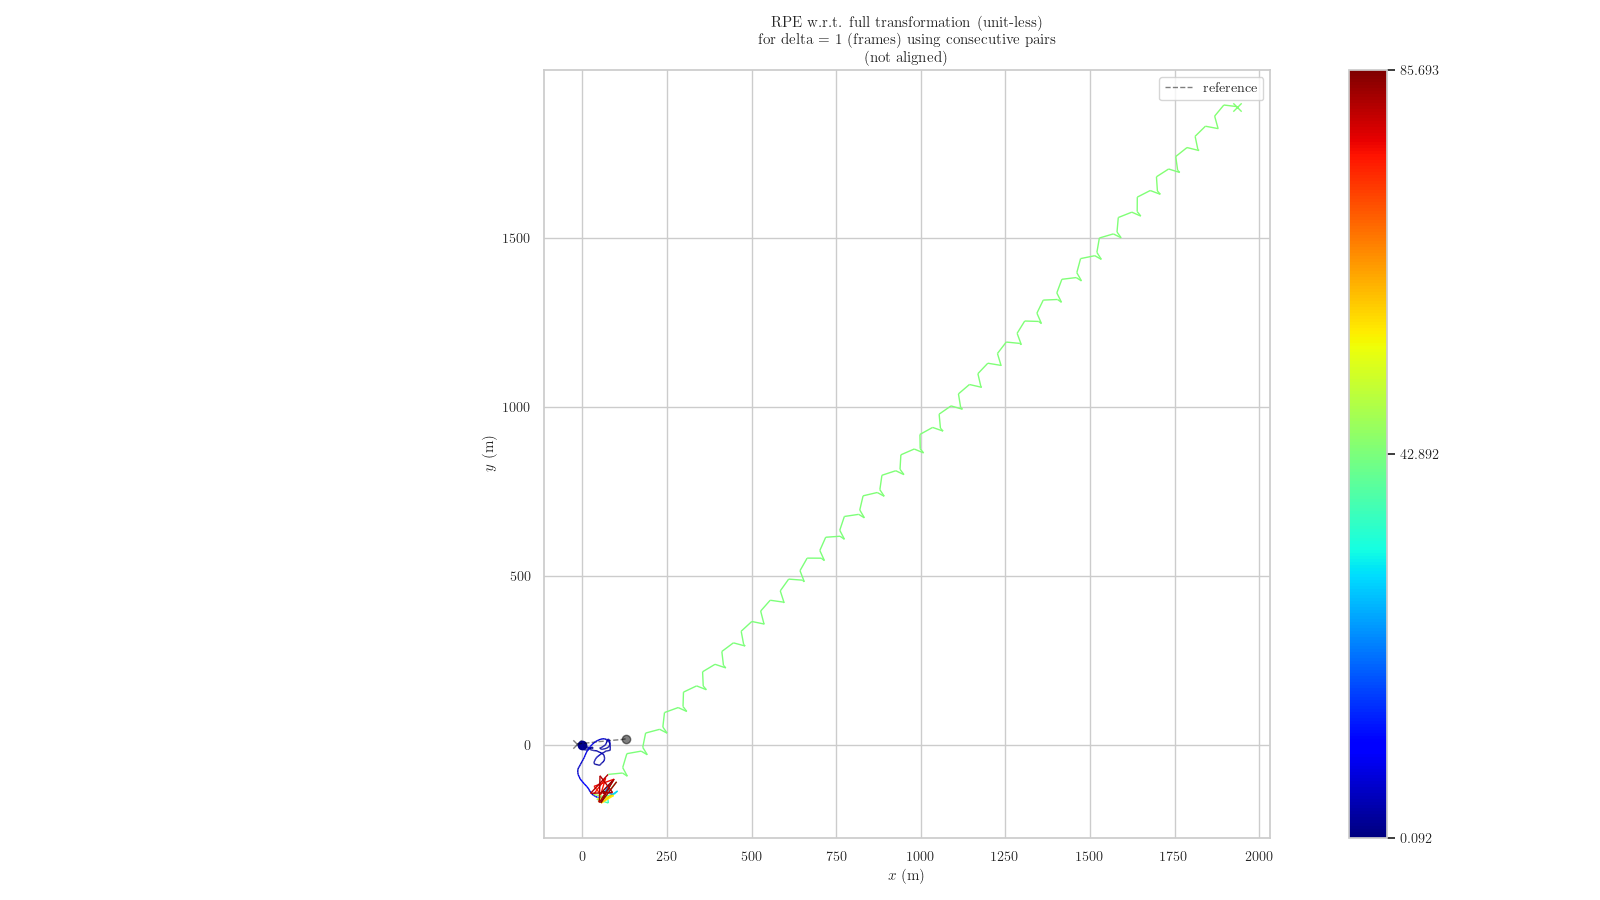 RPE w.r.t. full transformation (unit-less)
for delta = 1 (frames) using consecutive pairs
(not aligned)
reference
85.693
42.892
0.092
1500
1000
500
0
y (m)
0
250
500
750
1000
1250
1500
1750
2000
x (m)